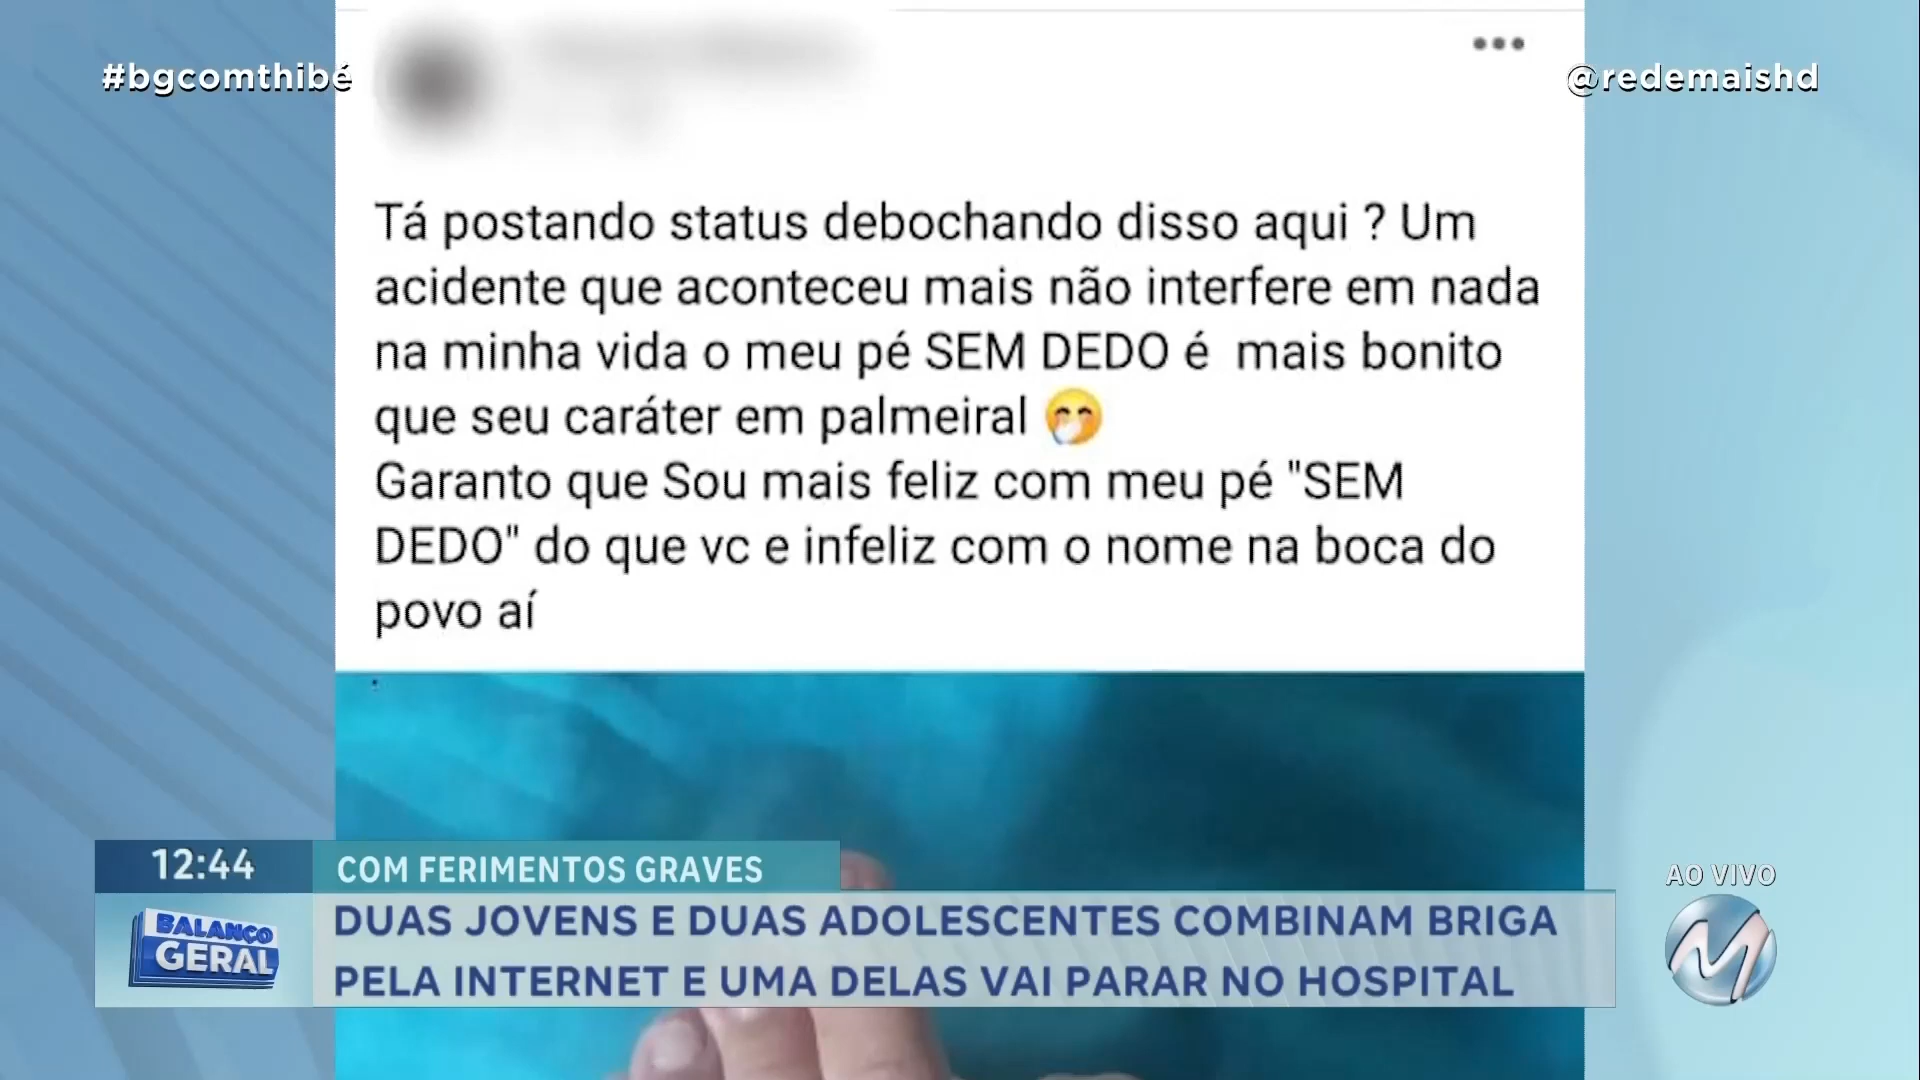 #bgcomthibé
@redemaishd
Tá postando status debochando disso aqui ? Um
acidente que aconteceu mais não interfere em nada
na minha vida o meu pé SEM DEDO é mais bonito
que seu caráter em palmeiral 🤭
Garanto que Sou mais feliz com meu pé "SEM
DEDO" do que vc e infeliz com o nome na boca do
povo aí
12:44
COM FERIMENTOS GRAVES
BALANÇO
GERAL
DUAS JOVENS E DUAS ADOLESCENTES COMBINAM BRIGA
PELA INTERNET E UMA DELAS VAI PARAR NO HOSPITAL
AO VIVO
M